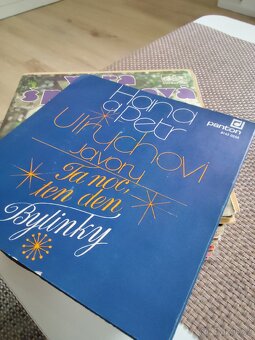 Hana
a Petr
Ulrychovi
Javory
Ta noc
ten den
Bylinky
panton